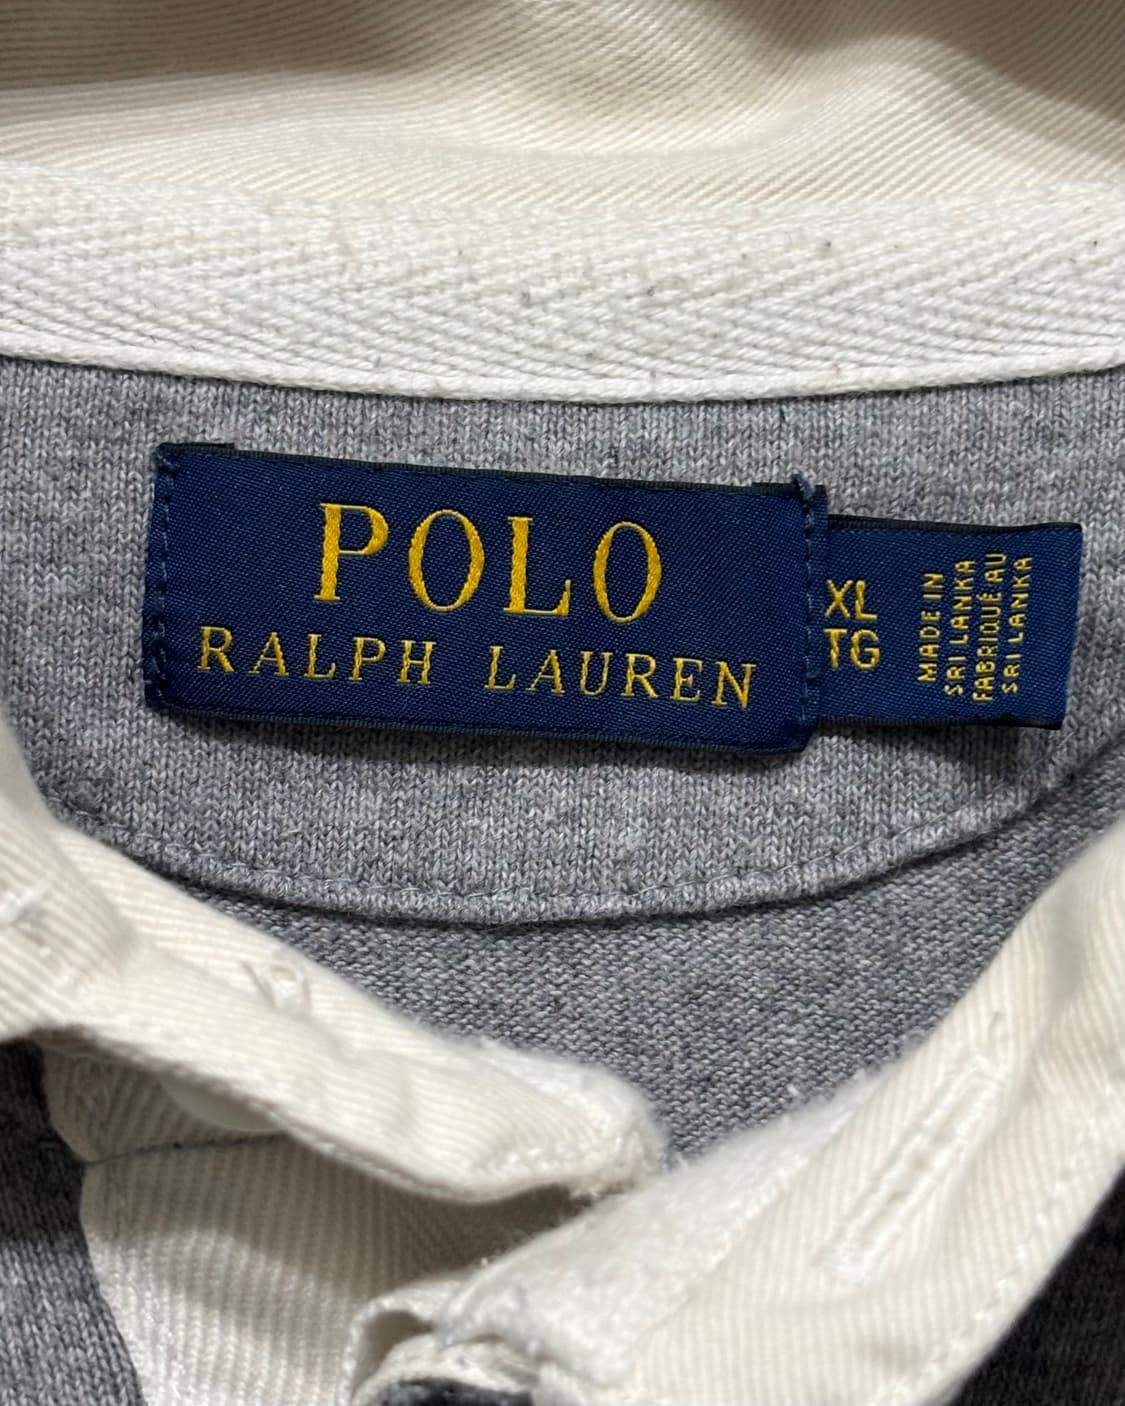 POLO
RALPH LAUREN
XL
TG
MADE IN
SRI LANKA
FABRIQUÉ AU
SRI LANKA